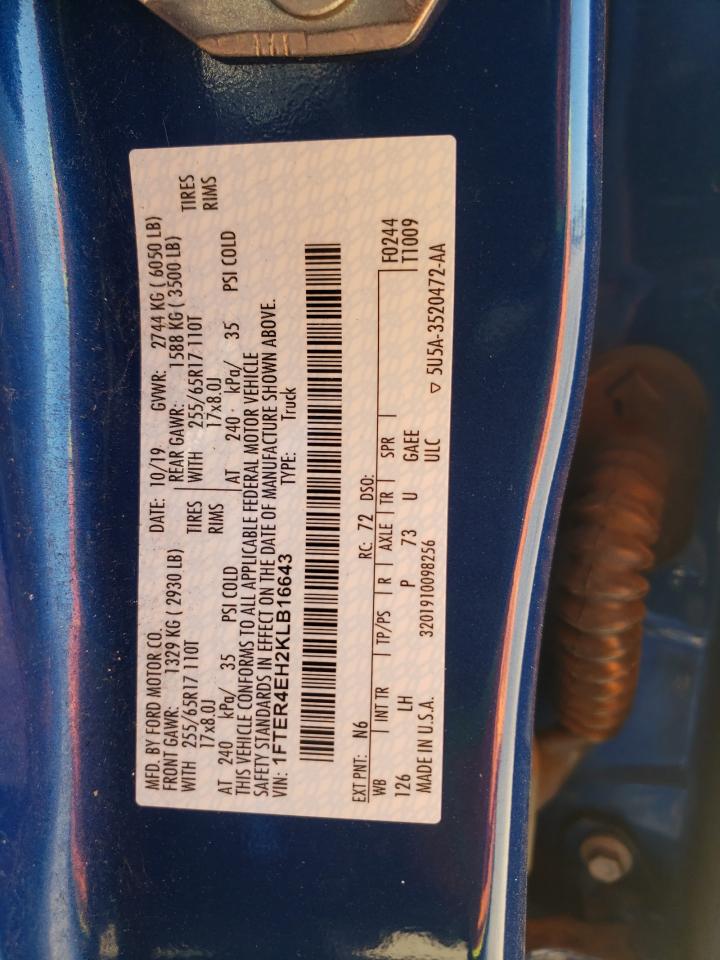 MFD. BY FORD MOTOR CO. DATE: 10/19 GVWR: 2744 KG ( 6050 LB)
FRONT GAWR: 1329 KG ( 2930 LB) REAR GAWR: 1588 KG ( 3500 LB)
WITH 255/65R17 110T TIRES WITH 255/65R17 110T TIRES
17x8.0J RIMS 17x8.0J RIMS
AT 240 kPa/ 35 PSI COLD AT 240 kPa/ 35 PSI COLD
THIS VEHICLE CONFORMS TO ALL APPLICABLE FEDERAL MOTOR VEHICLE
SAFETY STANDARDS IN EFFECT ON THE DATE OF MANUFACTURE SHOWN ABOVE.
VIN: 1FTER4EH2KLB16643 TYPE: Truck
EXT PNT: N6 RC: 72 DSO:
WB INT TR TP/PS R AXLE TR SPR F0244
126 LH P 73 U GAEE T1009
MADE IN U.S.A. 3201910098256 ULC ▽ 5U5A-3520472-AA